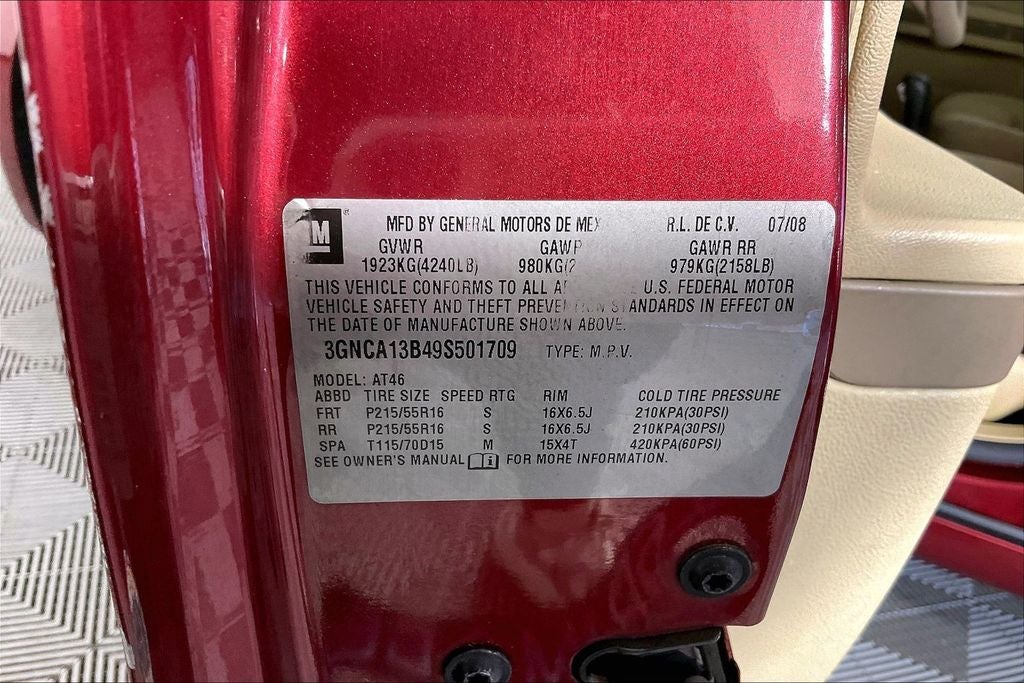 GM ® MFD BY GENERAL MOTORS DE MEX R.L. DE C.V. 07/08
GVWR GAWR GAWR RR
1923KG(4240LB) 980KG( 979KG(2158LB)
THIS VEHICLE CONFORMS TO ALL U.S. FEDERAL MOTOR
VEHICLE SAFETY AND THEFT PREVENTION STANDARDS IN EFFECT ON
THE DATE OF MANUFACTURE SHOWN ABOVE.
3GNCA13B49S501709 TYPE: M.P.V.
MODEL: AT46
ABBD TIRE SIZE SPEED RTG RIM COLD TIRE PRESSURE
FRT P215/55R16 S 16X6.5J 210KPA(30PSI)
RR P215/55R16 S 16X6.5J 210KPA(30PSI)
SPA T115/70D15 M 15X4T 420KPA(60PSI)
SEE OWNER'S MANUAL i FOR MORE INFORMATION.